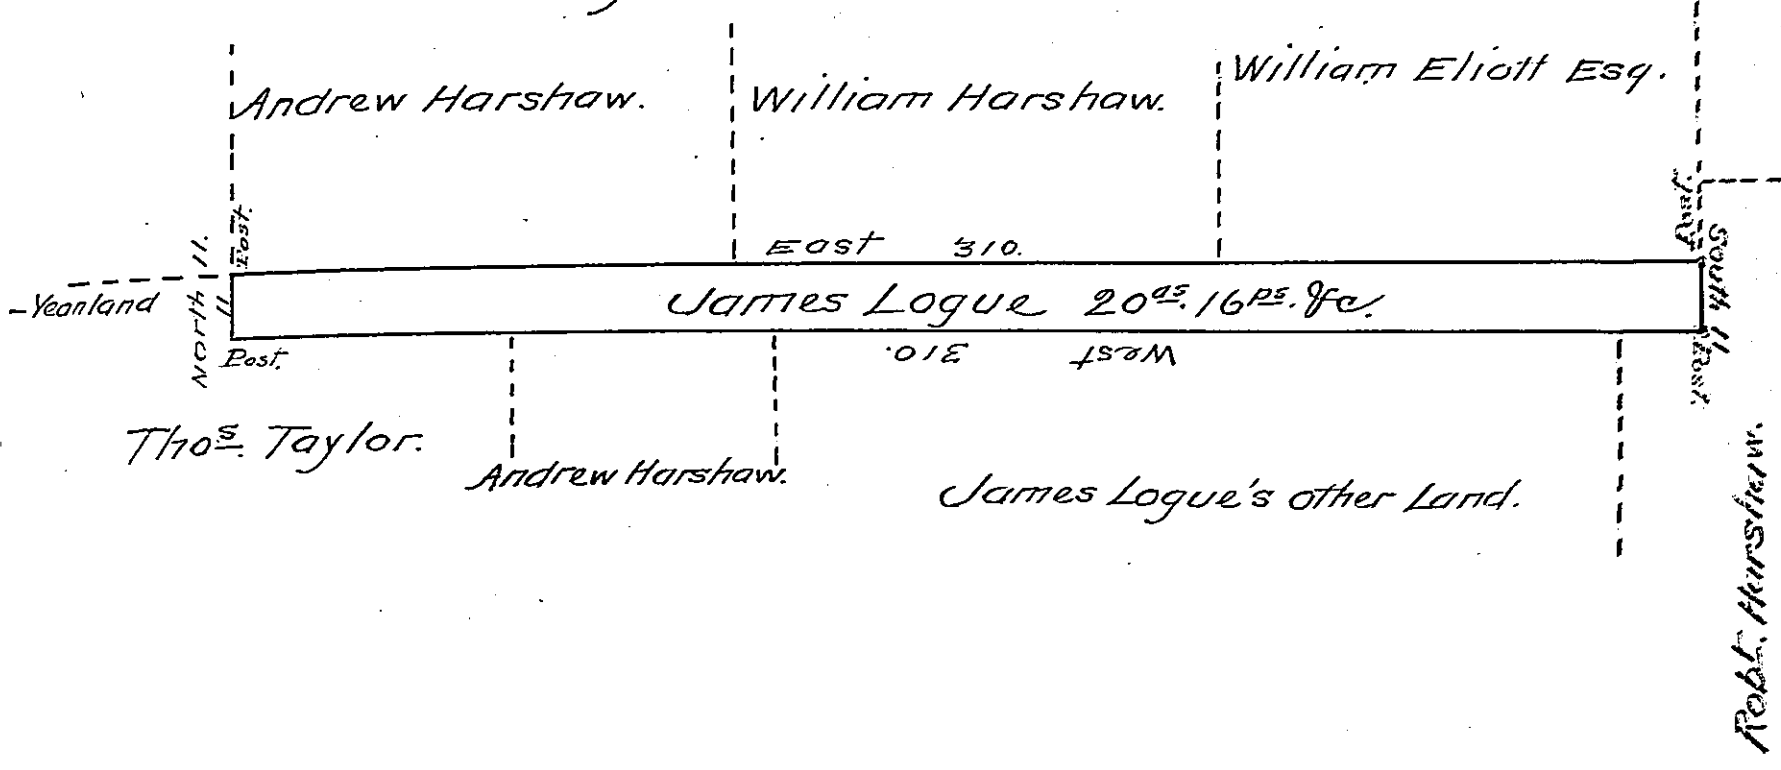 Andrew Harshaw.
William Harshaw.
William Eliott Esq.
Post.
Post
East 310.
North 11.
South 11
Yeanland
James Logue 20as. 16ps. &c.
West 310.
Post.
Post.
Thos. Taylor.
Andrew Harshaw.
James Logue's other Land.
Robt. Harshaw.